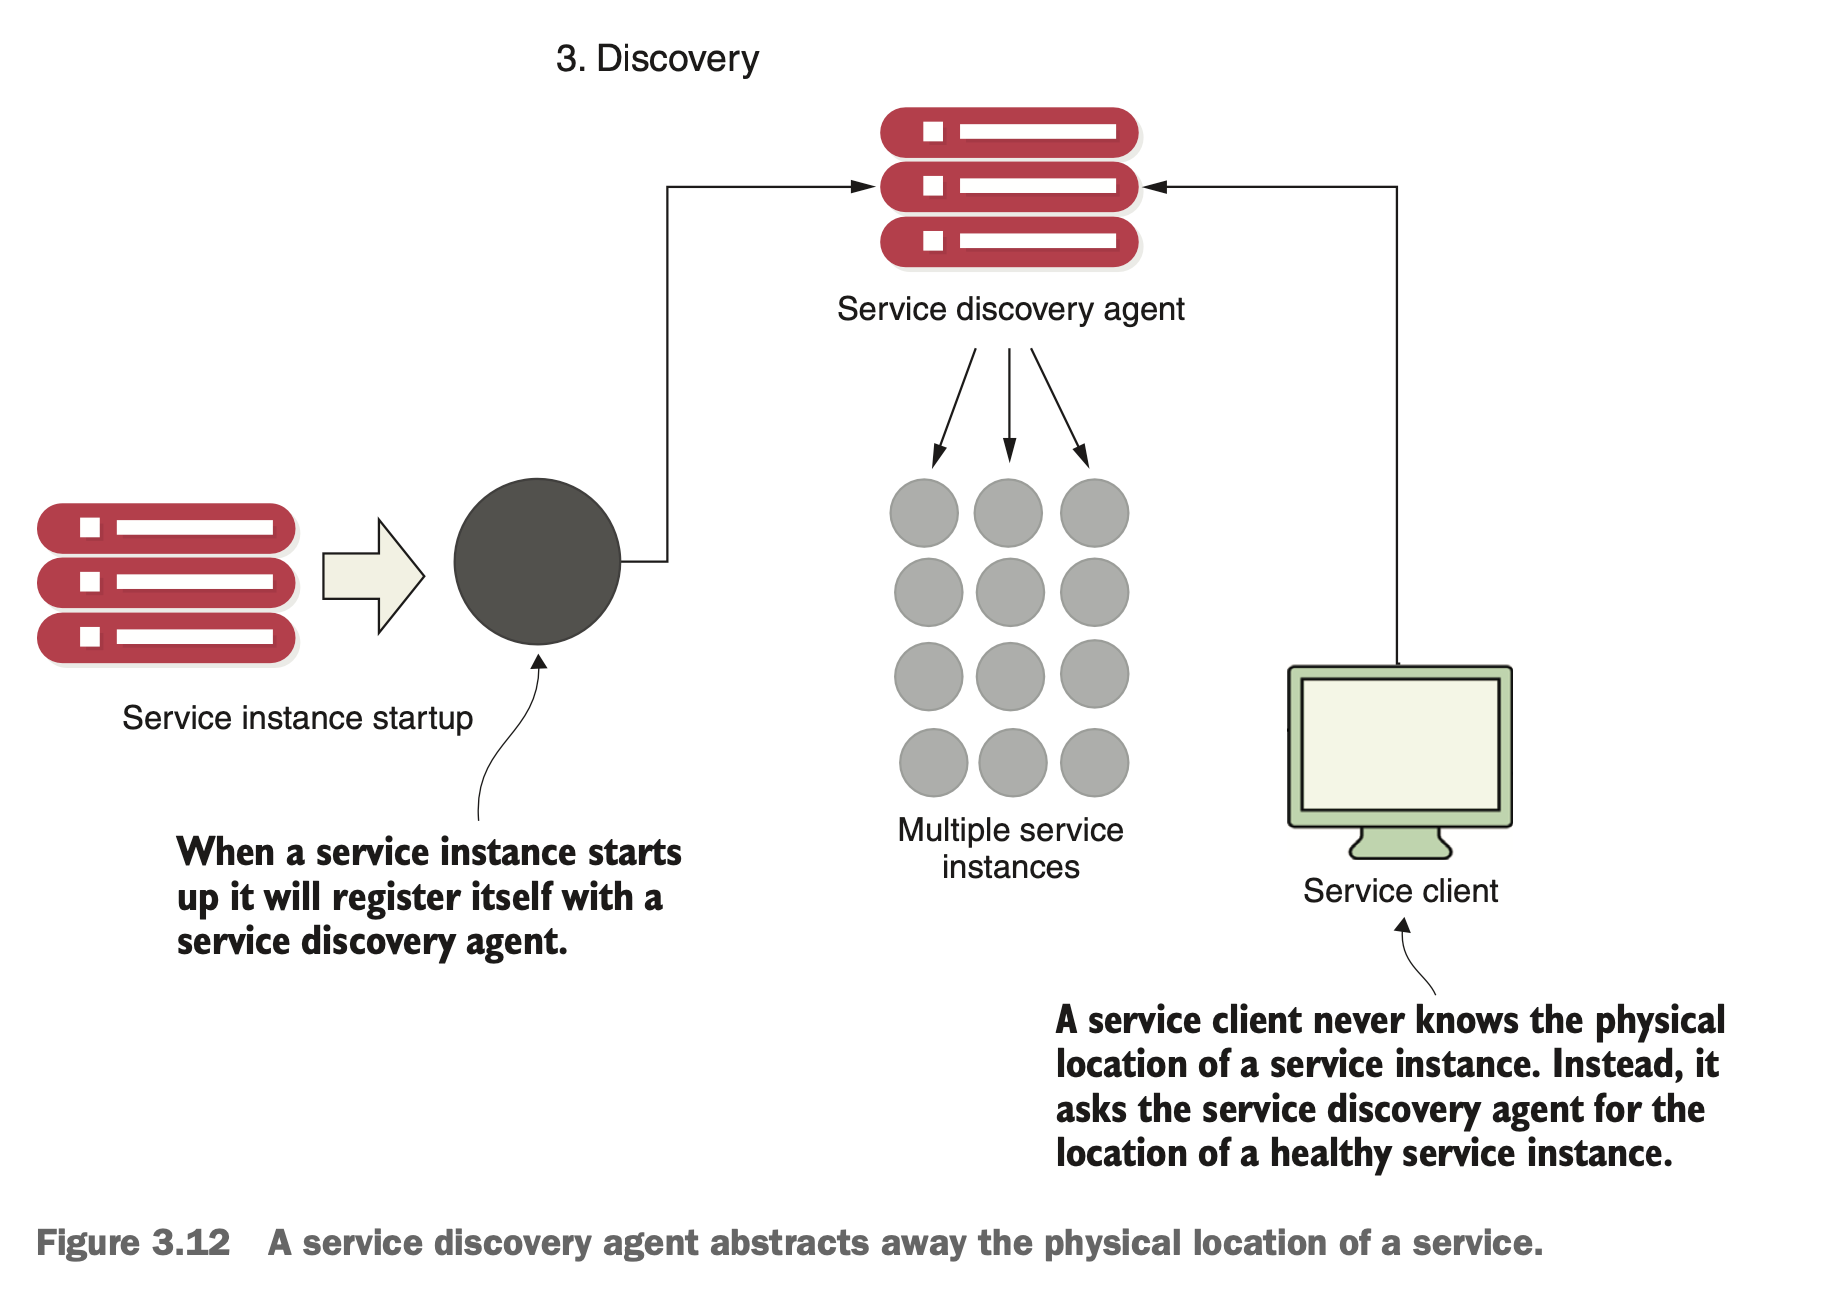 3. Discovery
Service discovery agent
Service instance startup
When a service instance starts
up it will register itself with a
service discovery agent.
Multiple service
instances
Service client
A service client never knows the physical
location of a service instance. Instead, it
asks the service discovery agent for the
location of a healthy service instance.
Figure 3.12 A service discovery agent abstracts away the physical location of a service.